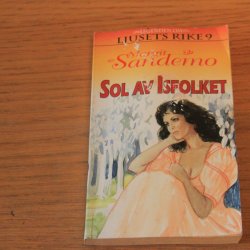 LJUSETS RIKE 9
Margit
Sandemo
SOL AV ISFOLKET